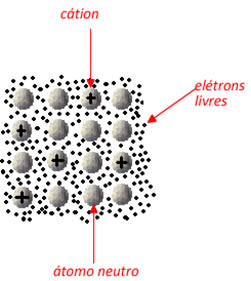 cátion
elétrons
livres
+
+
+
+
+
átomo neutro